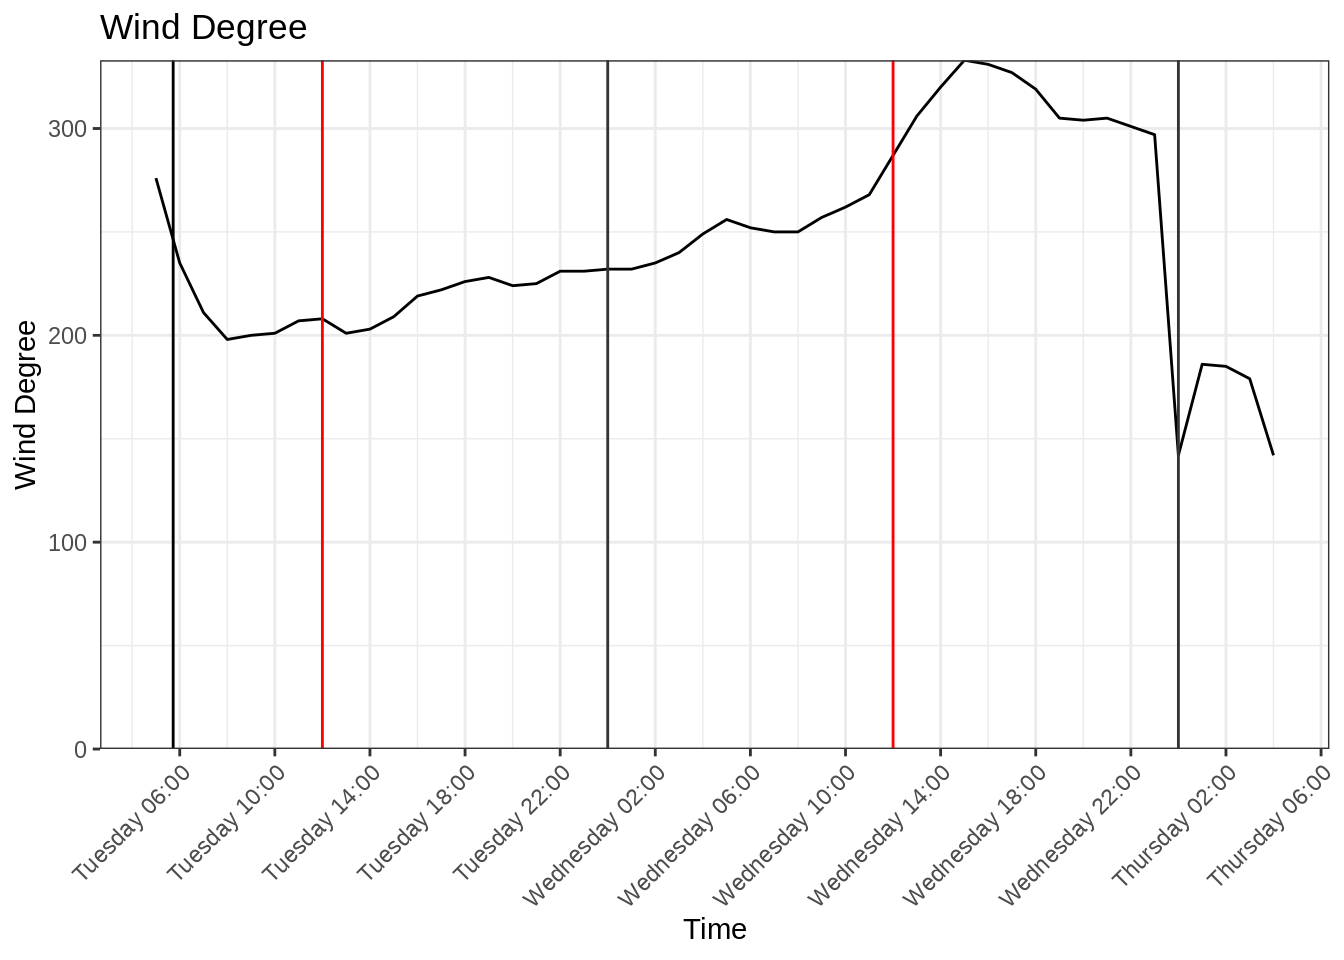 Wind Degree
Wind Degree
300
200
100
0
Tuesday 06:00
Tuesday 10:00
Tuesday 14:00
Tuesday 18:00
Tuesday 22:00
Wednesday 02:00
Wednesday 06:00
Wednesday 10:00
Wednesday 14:00
Wednesday 18:00
Wednesday 22:00
Thursday 02:00
Thursday 06:00
Time